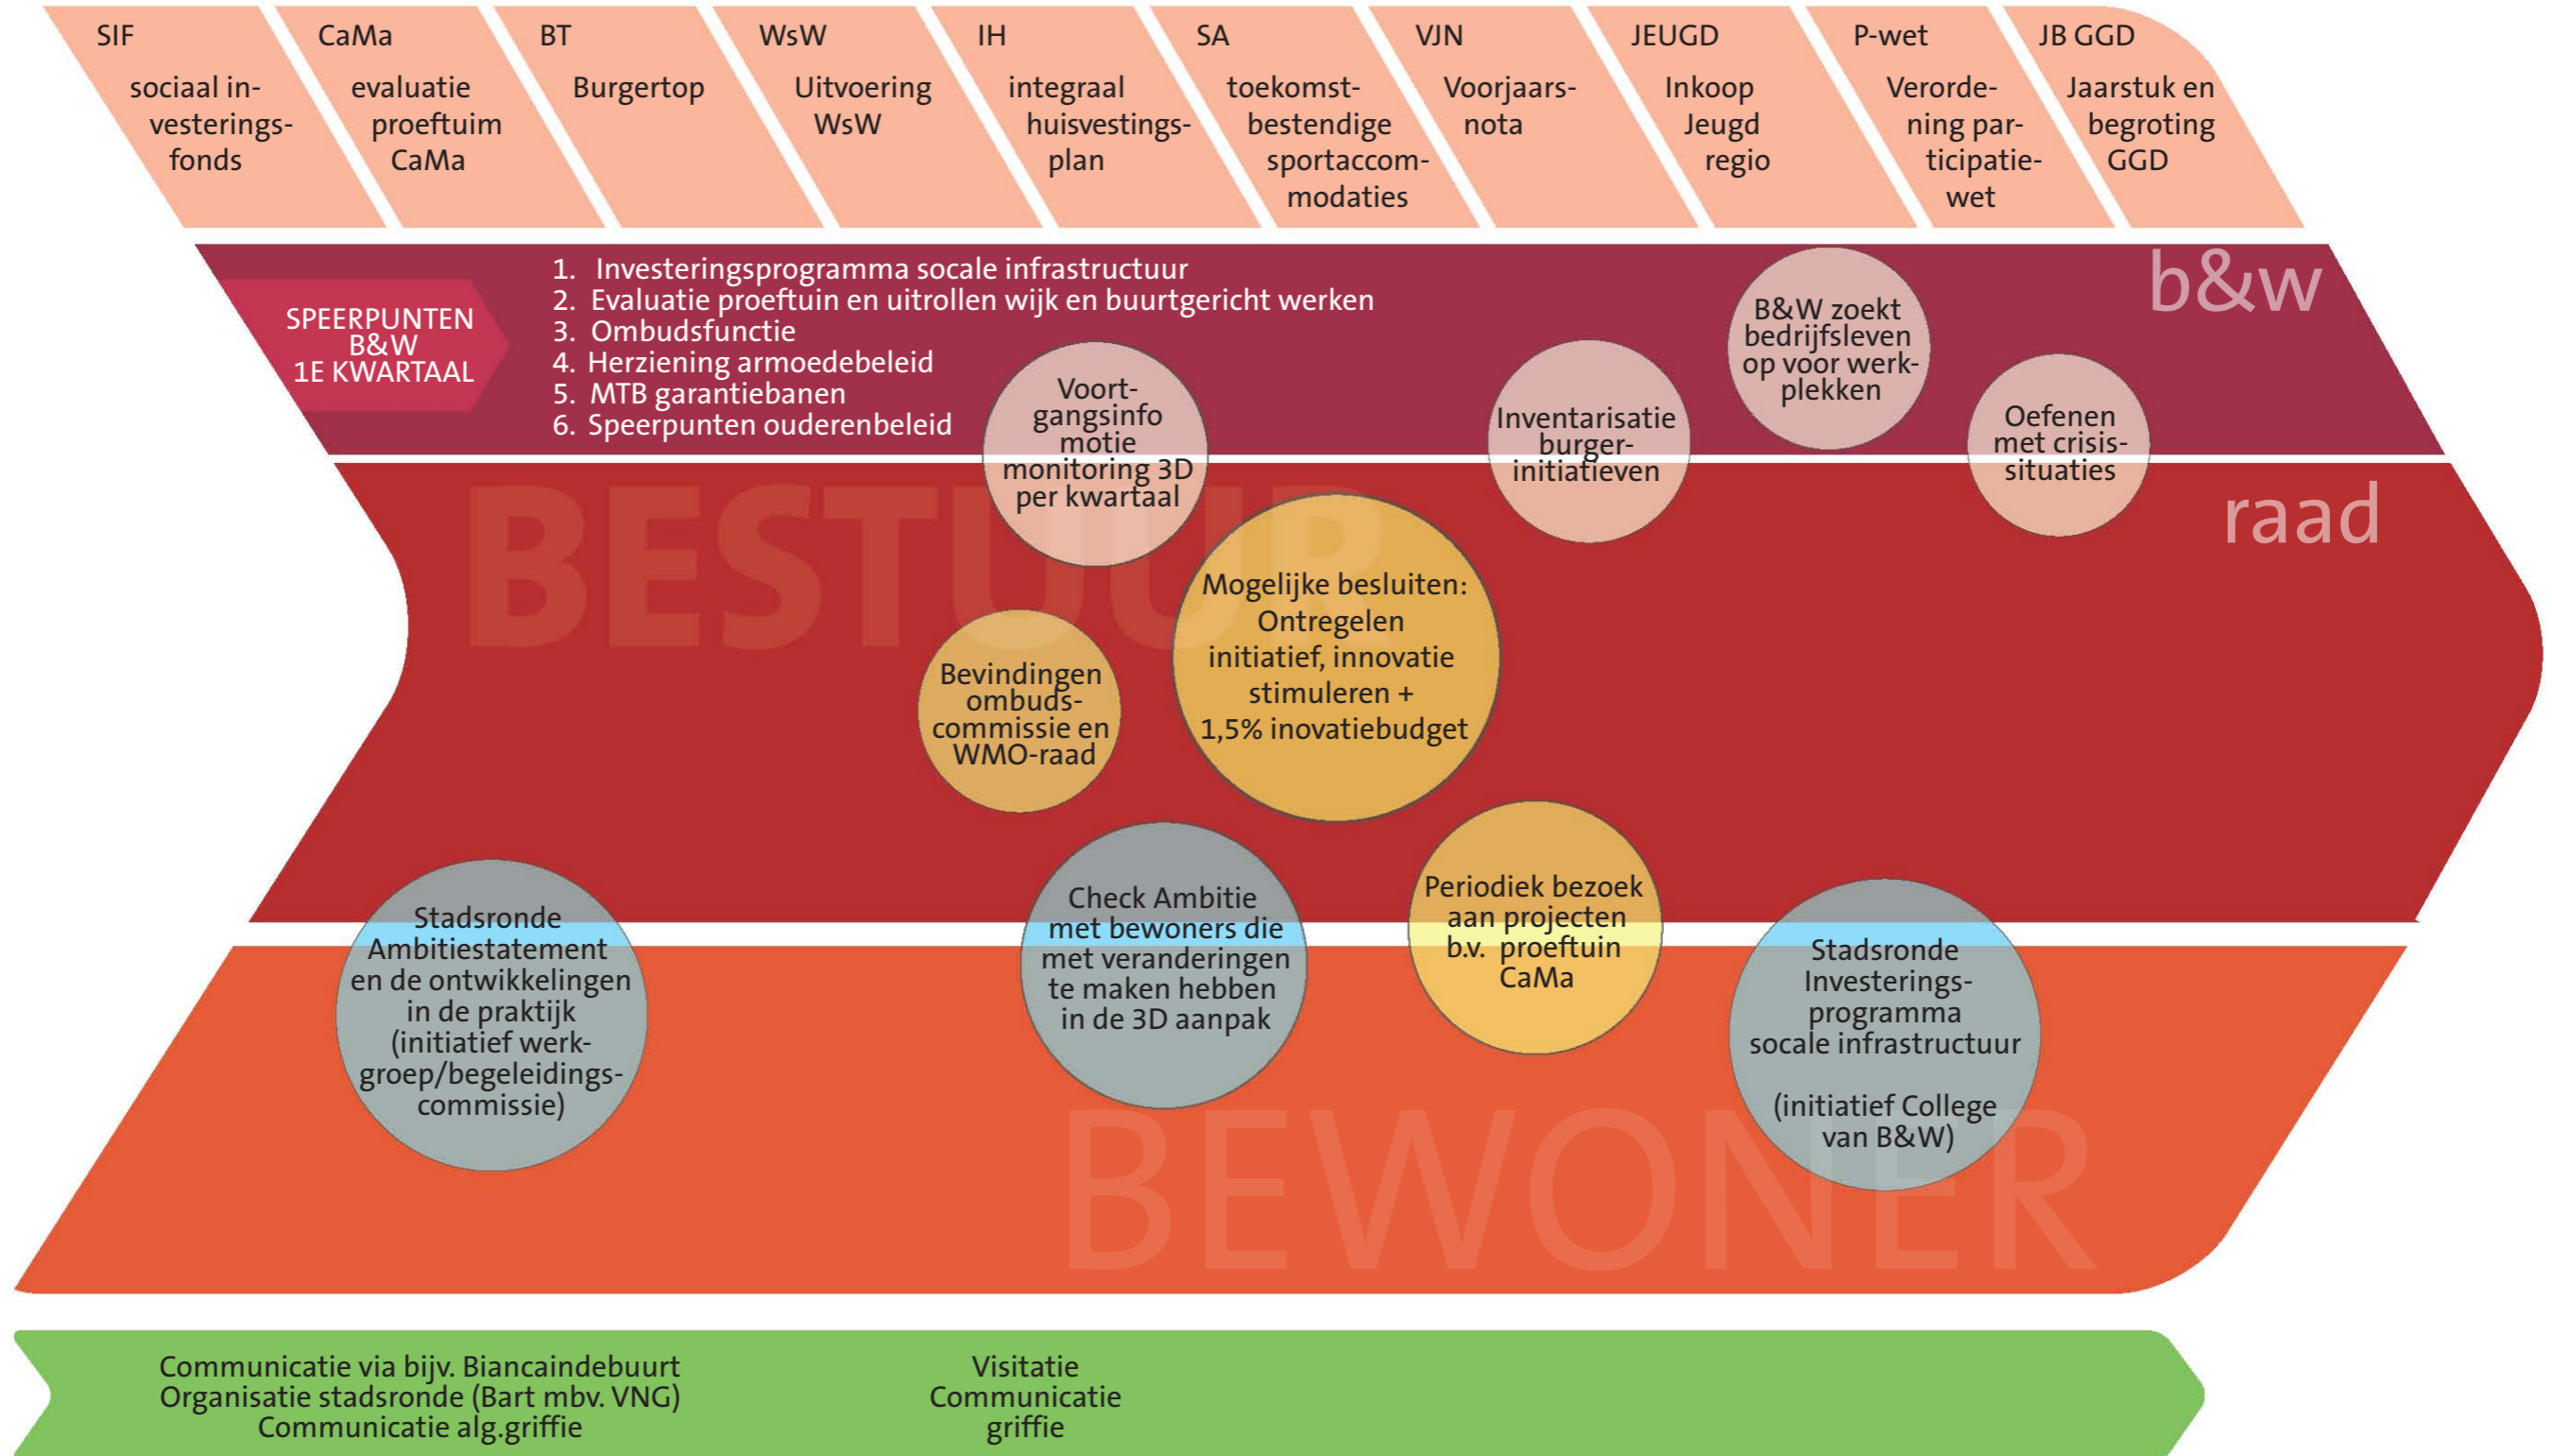 SIF
sociaal in-
vesterings-
fonds
CaMa
evaluatie
proeftuim
CaMa
BT
Burgertop
WsW
Uitvoering
WsW
IH
integraal
huisvestings-
plan
SA
toekomst-
bestendige
sportaccom-
modaties
VJN
Voorjaars-
nota
JEUGD
Inkoop
Jeugd
regio
P-wet
Verorde-
ning par-
ticipatie-
wet
JB GGD
Jaarstuk en
begroting
GGD
b&w
SPEERPUNTEN
B&W
1E KWARTAAL
1. Investeringsprogramma socale infrastructuur
2. Evaluatie proeftuin en uitrollen wijk en buurtgericht werken
3. Ombudsfunctie
4. Herziening armoedebeleid
5. MTB garantiebanen
6. Speerpunten ouderenbeleid
Voort-
gangsinfo
motie
monitoring 3D
per kwartaal
Inventarisatie
burger-
initiatieven
B&W zoekt
bedrijfsleven
op voor werk-
plekken
Oefenen
met crisis-
situaties
raad
BESTUUR
Mogelijke besluiten:
Ontregelen
initiatief, innovatie
stimuleren +
1,5% inovatiebudget
Bevindingen
ombuds-
commissie en
WMO-raad
Stadsronde
Ambitiestatement
en de ontwikkelingen
in de praktijk
(initiatief werk-
groep/begeleidings-
commissie)
Check Ambitie
met bewoners die
met veranderingen
te maken hebben
in de 3D aanpak
Periodiek bezoek
aan projecten
b.v. proeftuin
CaMa
Stadsronde
Investerings-
programma
socale infrastructuur
(initiatief College
van B&W)
BEWONER
Communicatie via bijv. Biancaindebuurt
Organisatie stadsronde (Bart mbv. VNG)
Communicatie alg.griffie
Visitatie
Communicatie
griffie